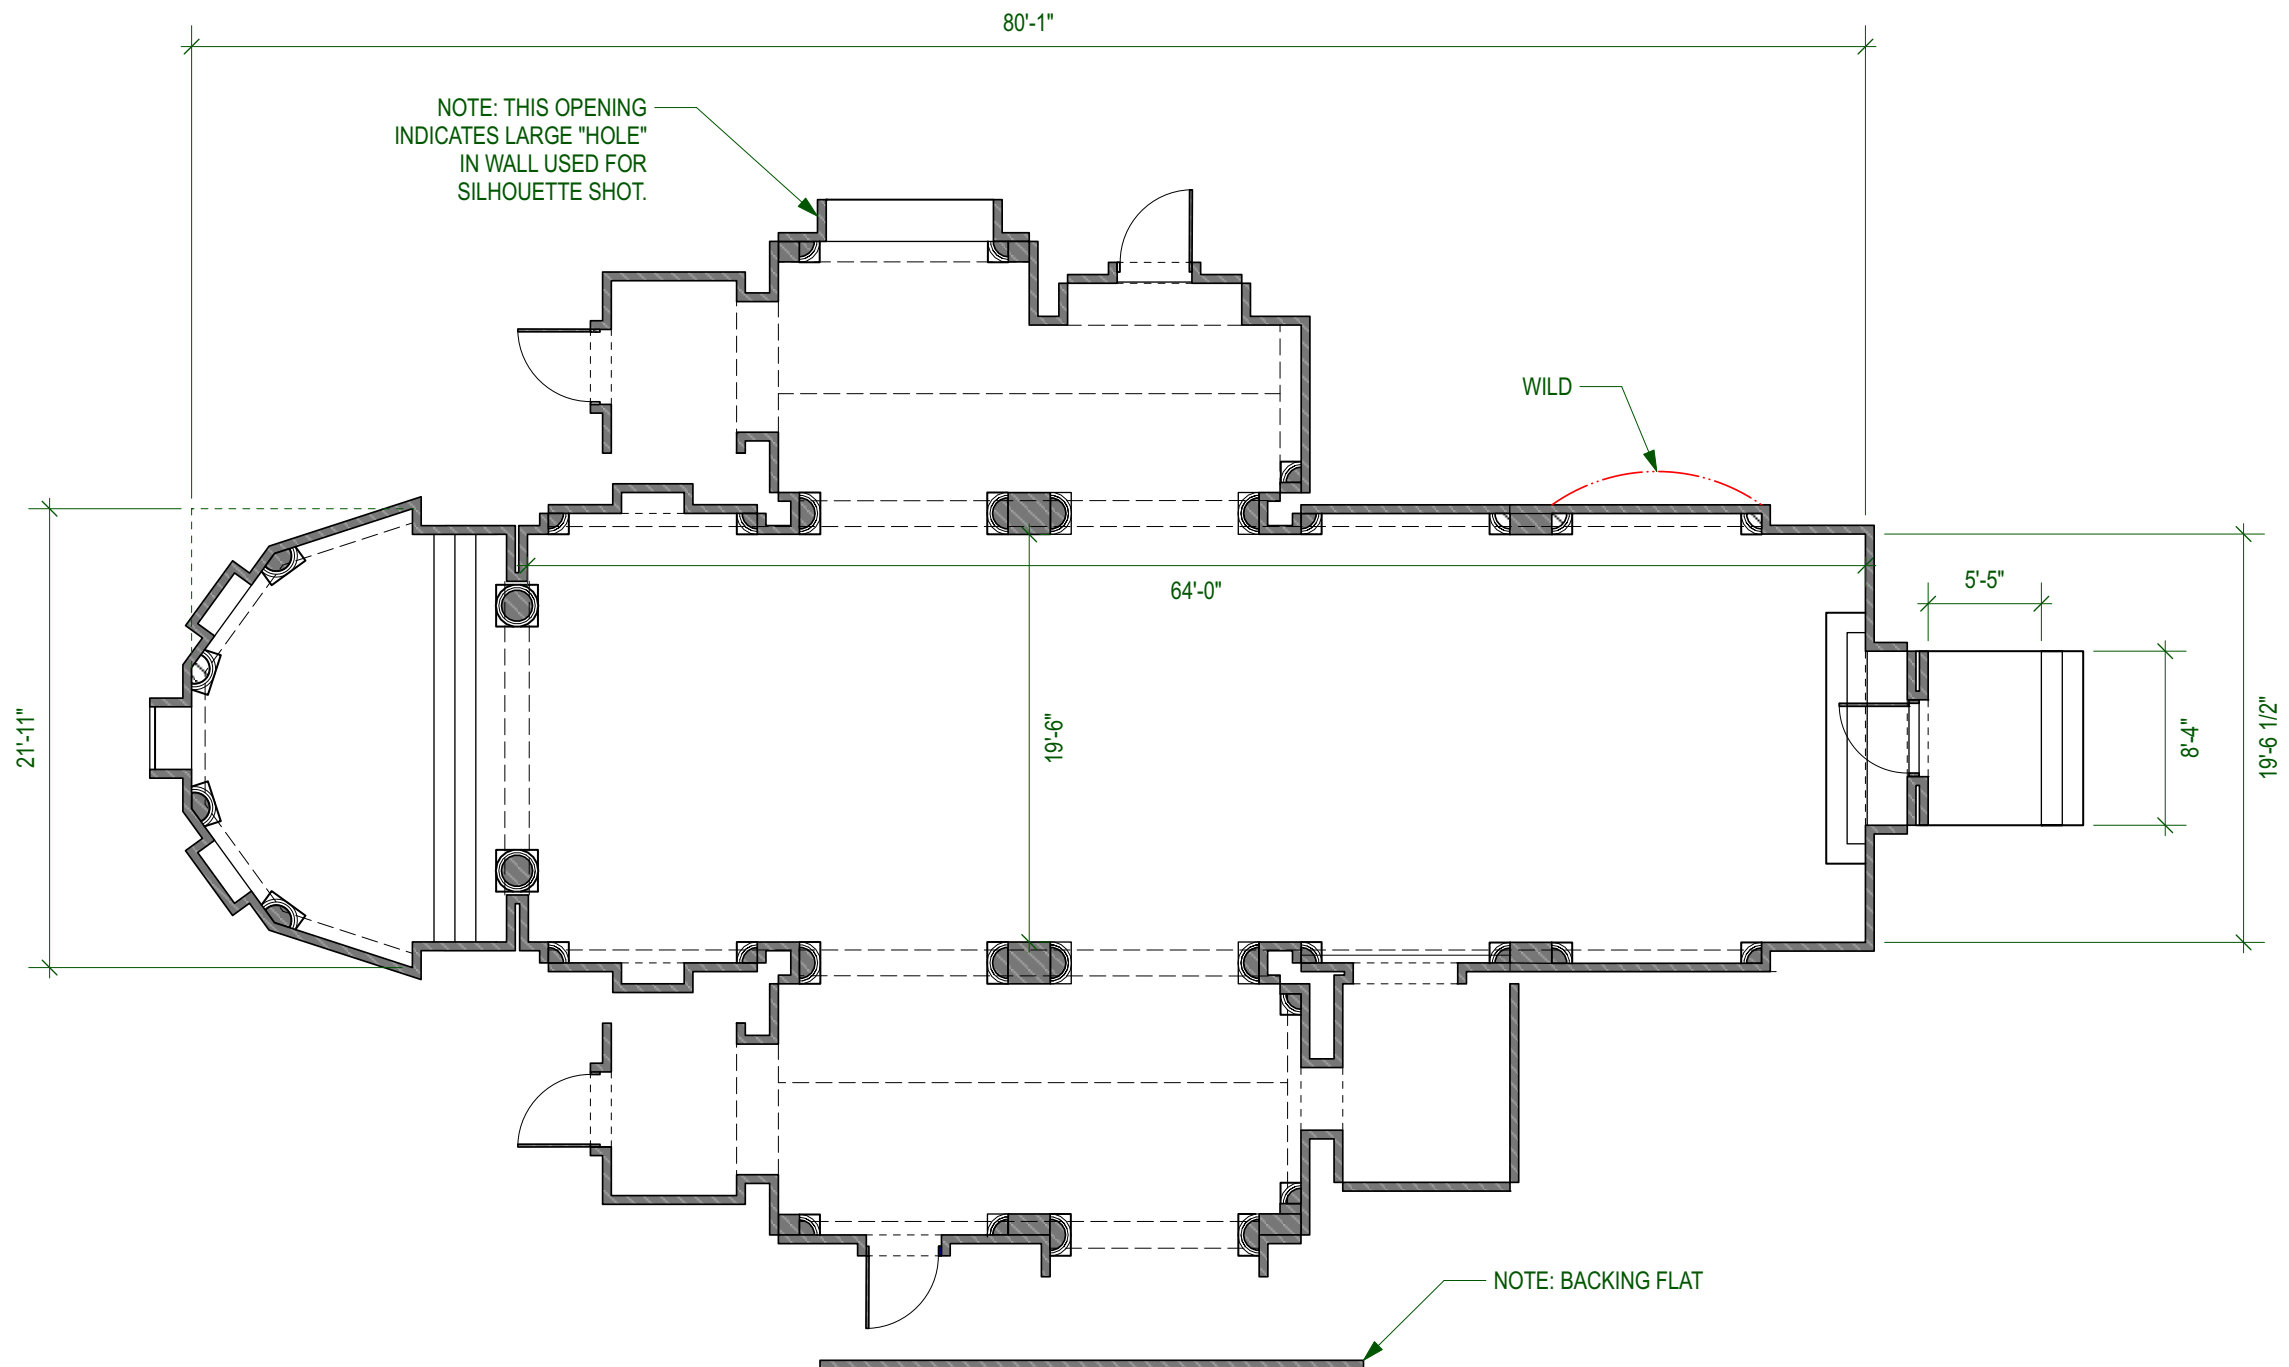 80'-1"
NOTE: THIS OPENING
INDICATES LARGE "HOLE"
IN WALL USED FOR
SILHOUETTE SHOT.
WILD
64'-0"
5'-5"
21'-11"
19'-6"
8'-4"
19'-6 1/2"
NOTE: BACKING FLAT